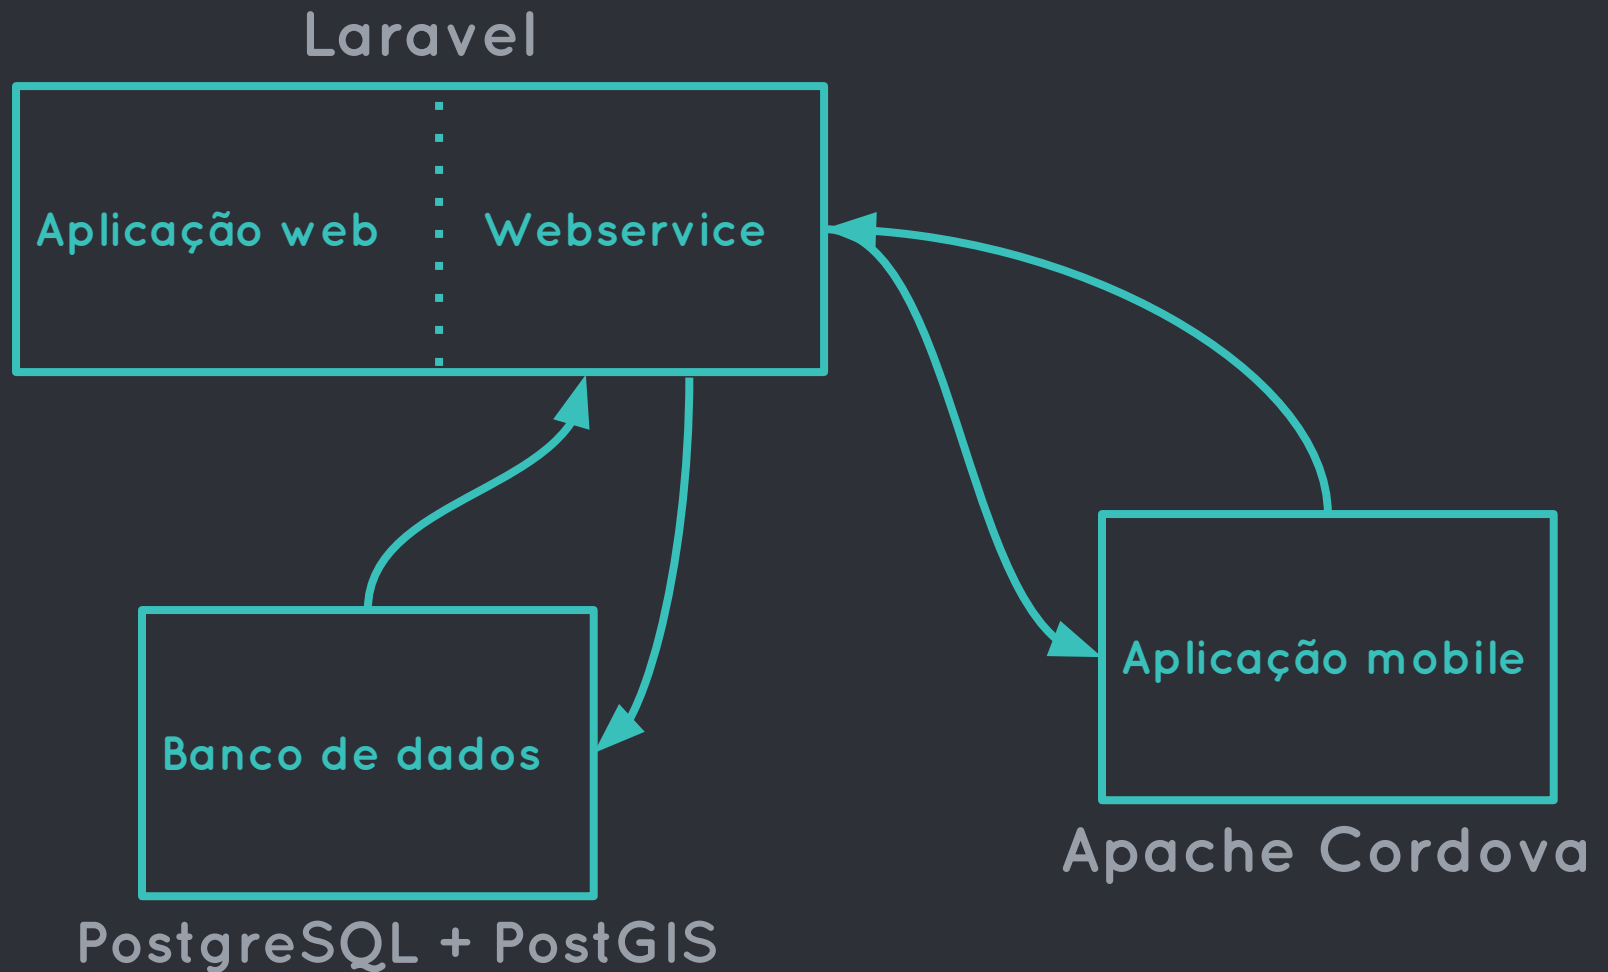 Laravel
Aplicação web
Webservice
Aplicação mobile
Banco de dados
Apache Cordova
PostgreSQL + PostGIS